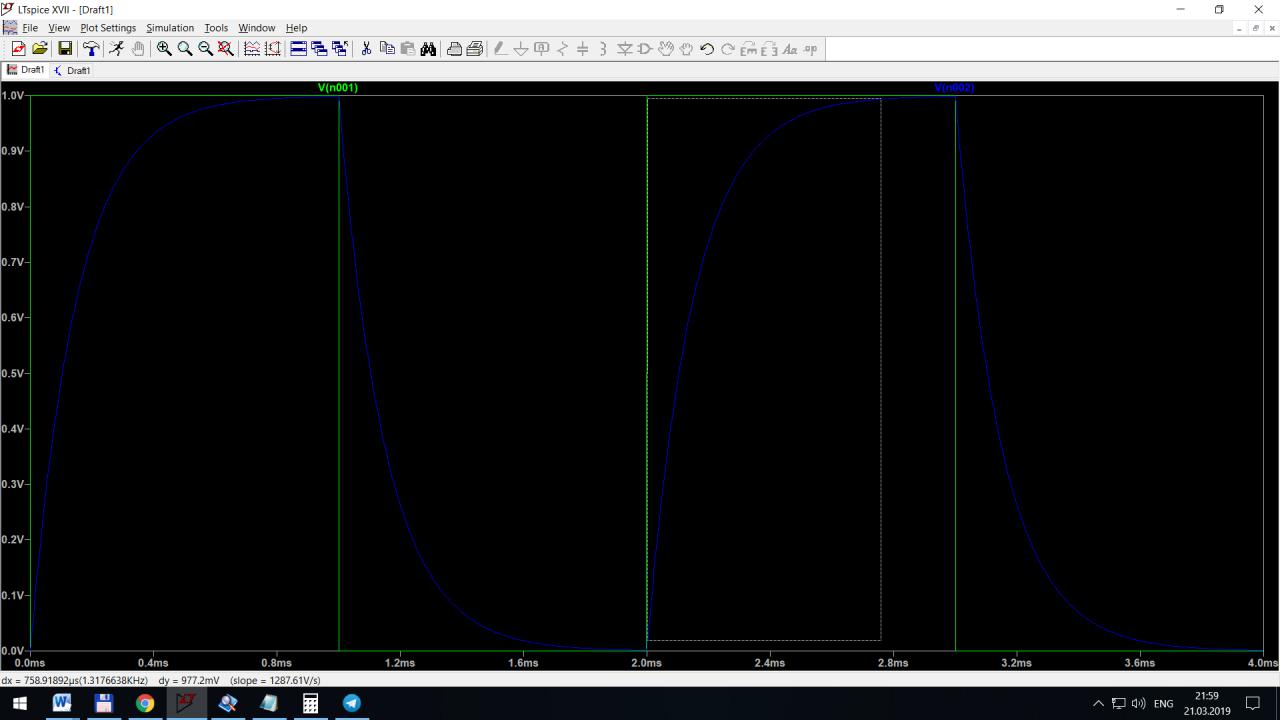 LTspice XVII - [Draft1]
File View Plot Settings Simulation Tools Window Help
Draft1 Draft1
V(n001) V(n002)
1.0V
0.9V
0.8V
0.7V
0.6V
0.5V
0.4V
0.3V
0.2V
0.1V
0.0V
0.0ms 0.4ms 0.8ms 1.2ms 1.6ms 2.0ms 2.4ms 2.8ms 3.2ms 3.6ms 4.0ms
dx = 758.91892µs(1.3176638KHz) dy = 977.2mV (slope = 1287.61V/s)
ENG
21:59
21.03.2019